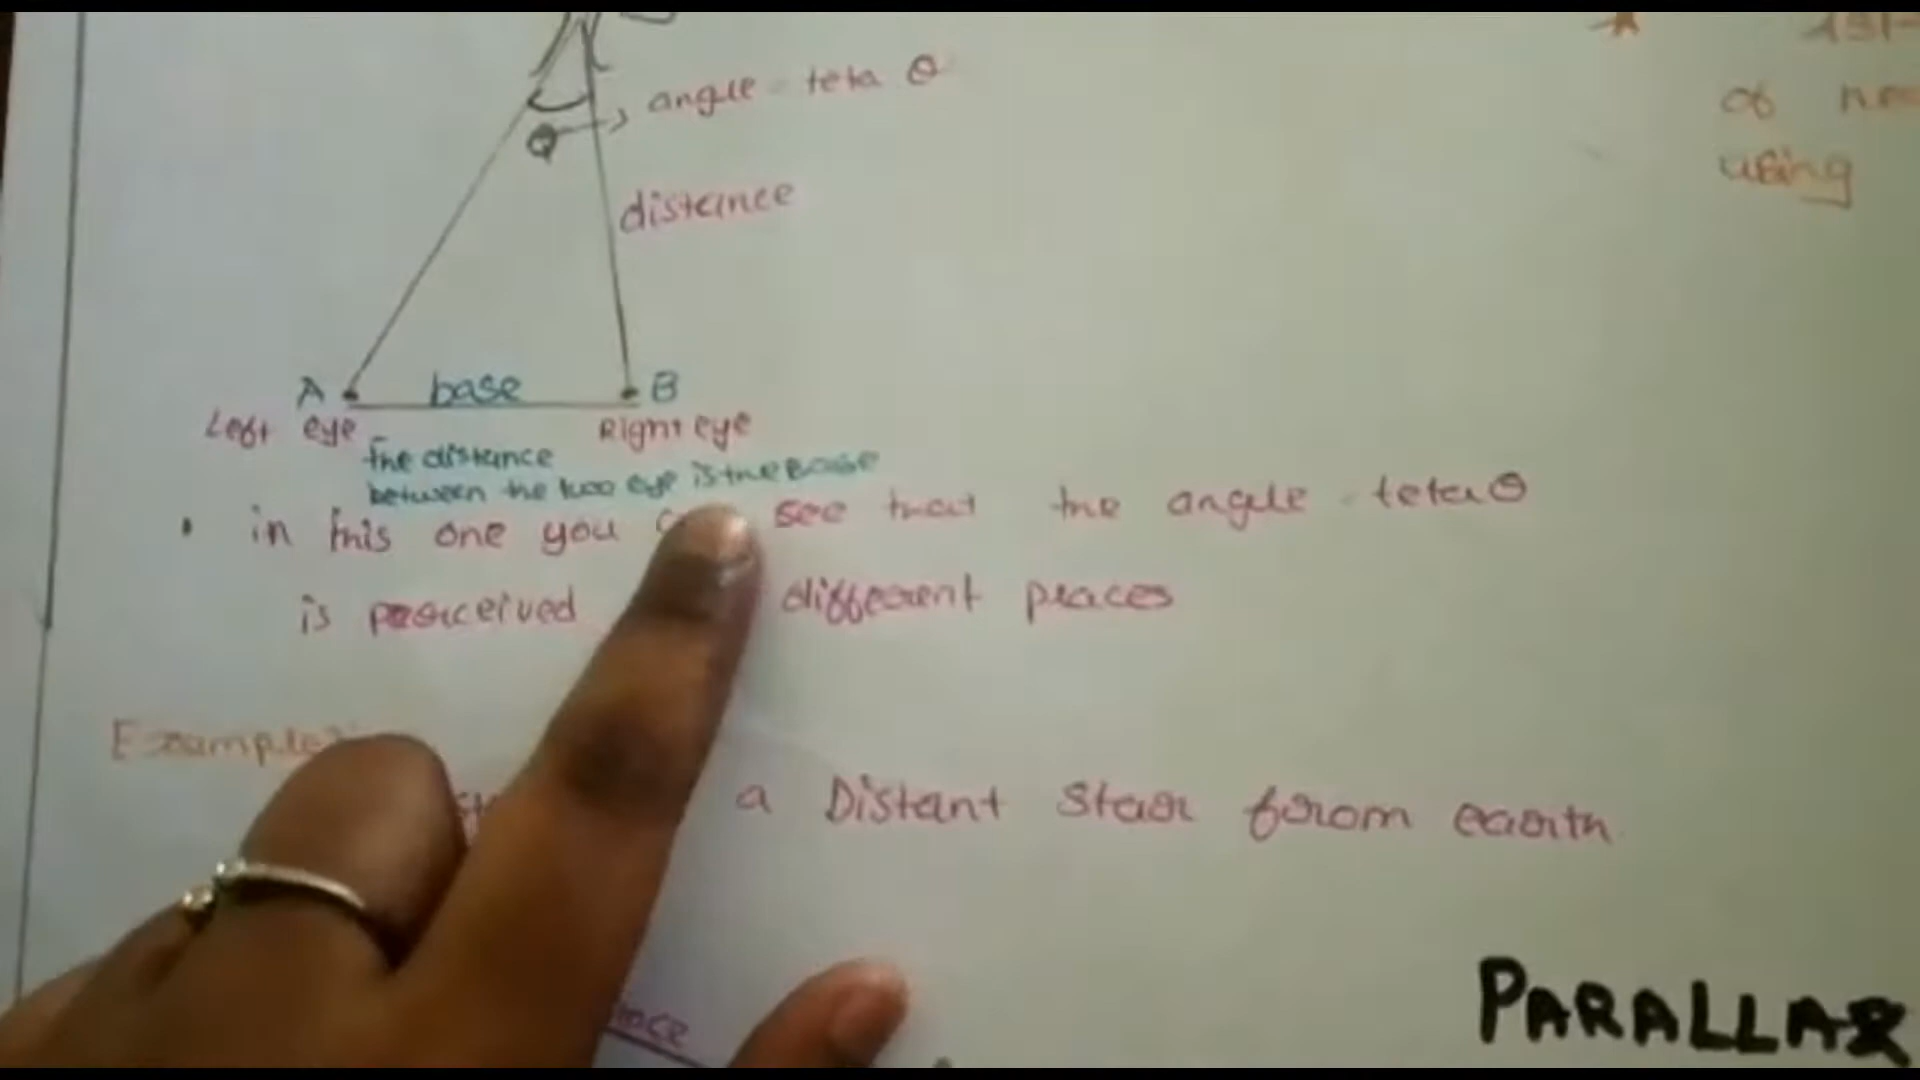 angle - teta θ
θ
distance
A base B
Left eye Right eye
the distance
between the two eye is the Base
in this one you see that the angle - teta θ
is perceived different places
Example
a Distant star from earth
of
using
PARALLAX